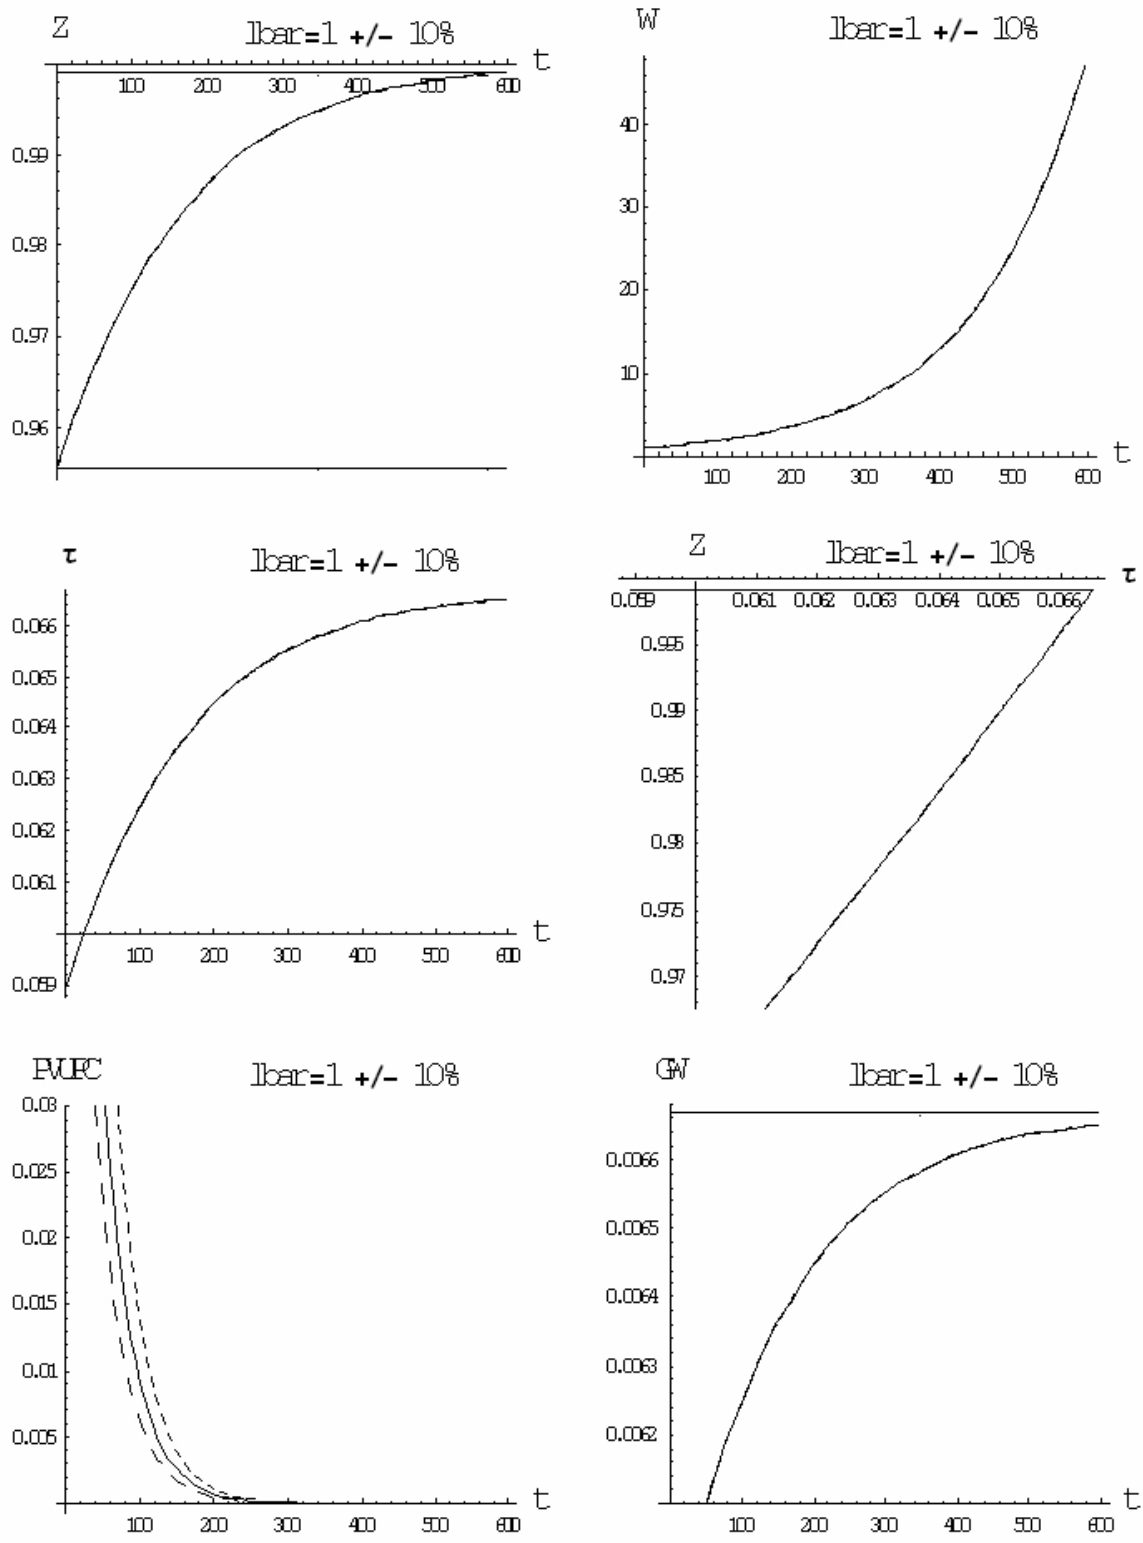 Z lbar=1 +/- 10%
t
100 200 300 400 500 600
0.99
0.98
0.97
0.96
W lbar=1 +/- 10%
40
30
20
10
t
100 200 300 400 500 600
τ lbar=1 +/- 10%
0.066
0.065
0.064
0.063
0.062
0.061
t
100 200 300 400 500 600
0.059
Z lbar=1 +/- 10%
τ
0.059 0.061 0.062 0.063 0.064 0.065 0.066
0.995
0.99
0.985
0.98
0.975
0.97
PVUPC lbar=1 +/- 10%
0.03
0.025
0.02
0.015
0.01
0.005
t
100 200 300 400 500 600
GW lbar=1 +/- 10%
0.0066
0.0065
0.0064
0.0063
0.0062
t
100 200 300 400 500 600